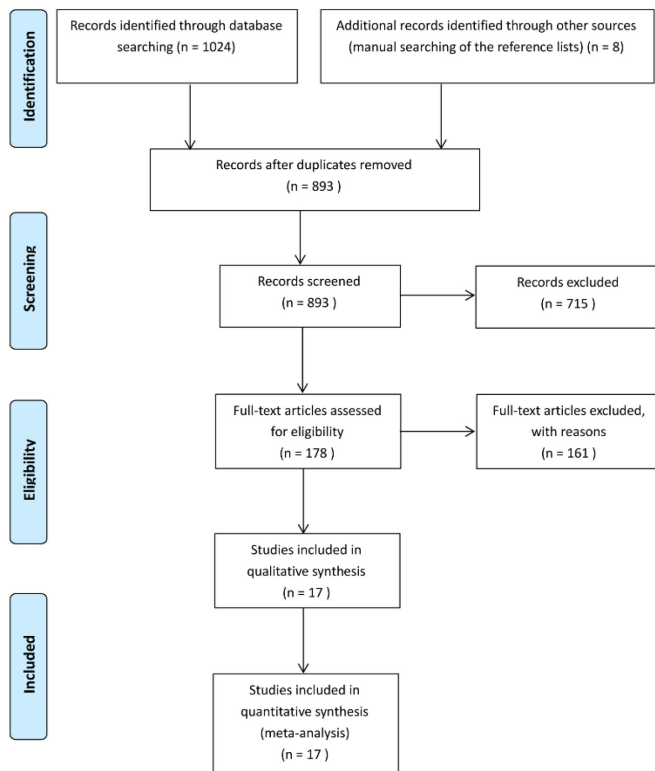 Identification
Records identified through database
searching (n = 1024)
Additional records identified through other sources
(manual searching of the reference lists) (n = 8)
Records after duplicates removed
(n = 893 )
Screening
Records screened
(n = 893 )
Records excluded
(n = 715 )
Eligibility
Full-text articles assessed
for eligibility
(n = 178 )
Full-text articles excluded,
with reasons
(n = 161 )
Studies included in
qualitative synthesis
(n = 17 )
Included
Studies included in
quantitative synthesis
(meta-analysis)
(n = 17 )